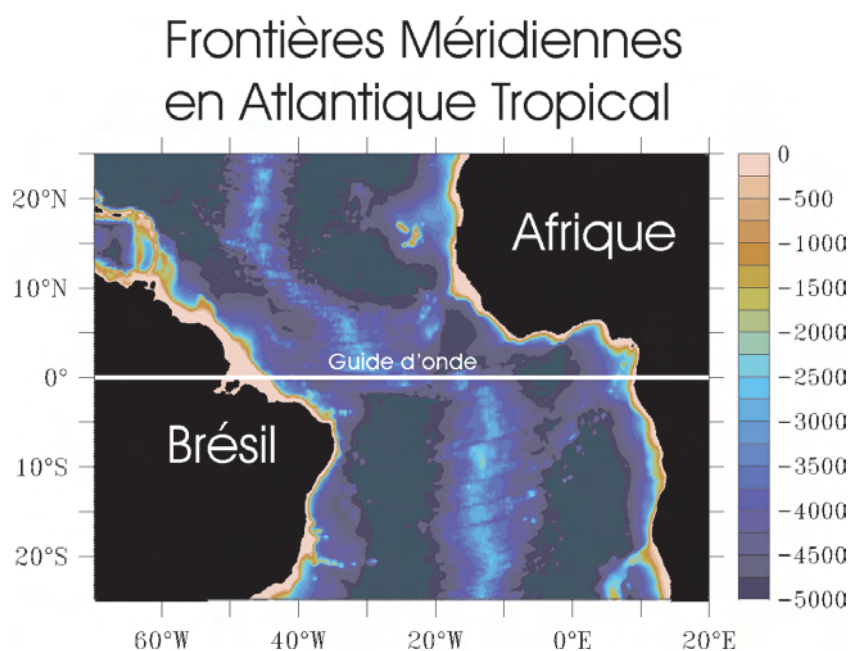 Frontières Méridiennes
en Atlantique Tropical
20°N
10°N
0°
10°S
20°S
Afrique
Guide d'onde
Brésil
60°W
40°W
20°W
0°E
20°E
0
−500
−1000
−1500
−2000
−2500
−3000
−3500
−4000
−4500
−5000